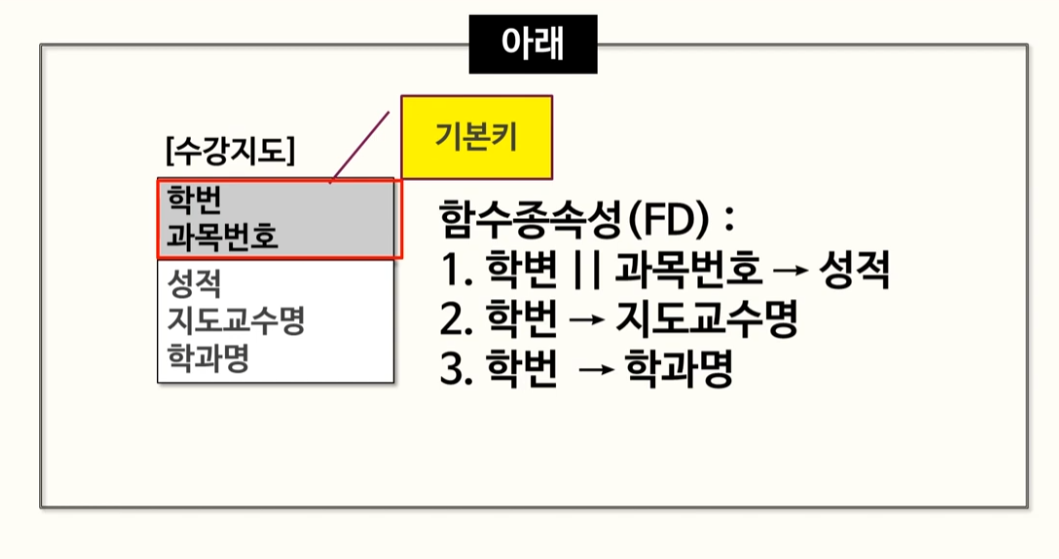 아래
[수강지도]
기본키
학번
과목번호
성적
지도교수명
학과명
함수종속성(FD) :
1. 학변 || 과목번호 → 성적
2. 학번 → 지도교수명
3. 학번 → 학과명